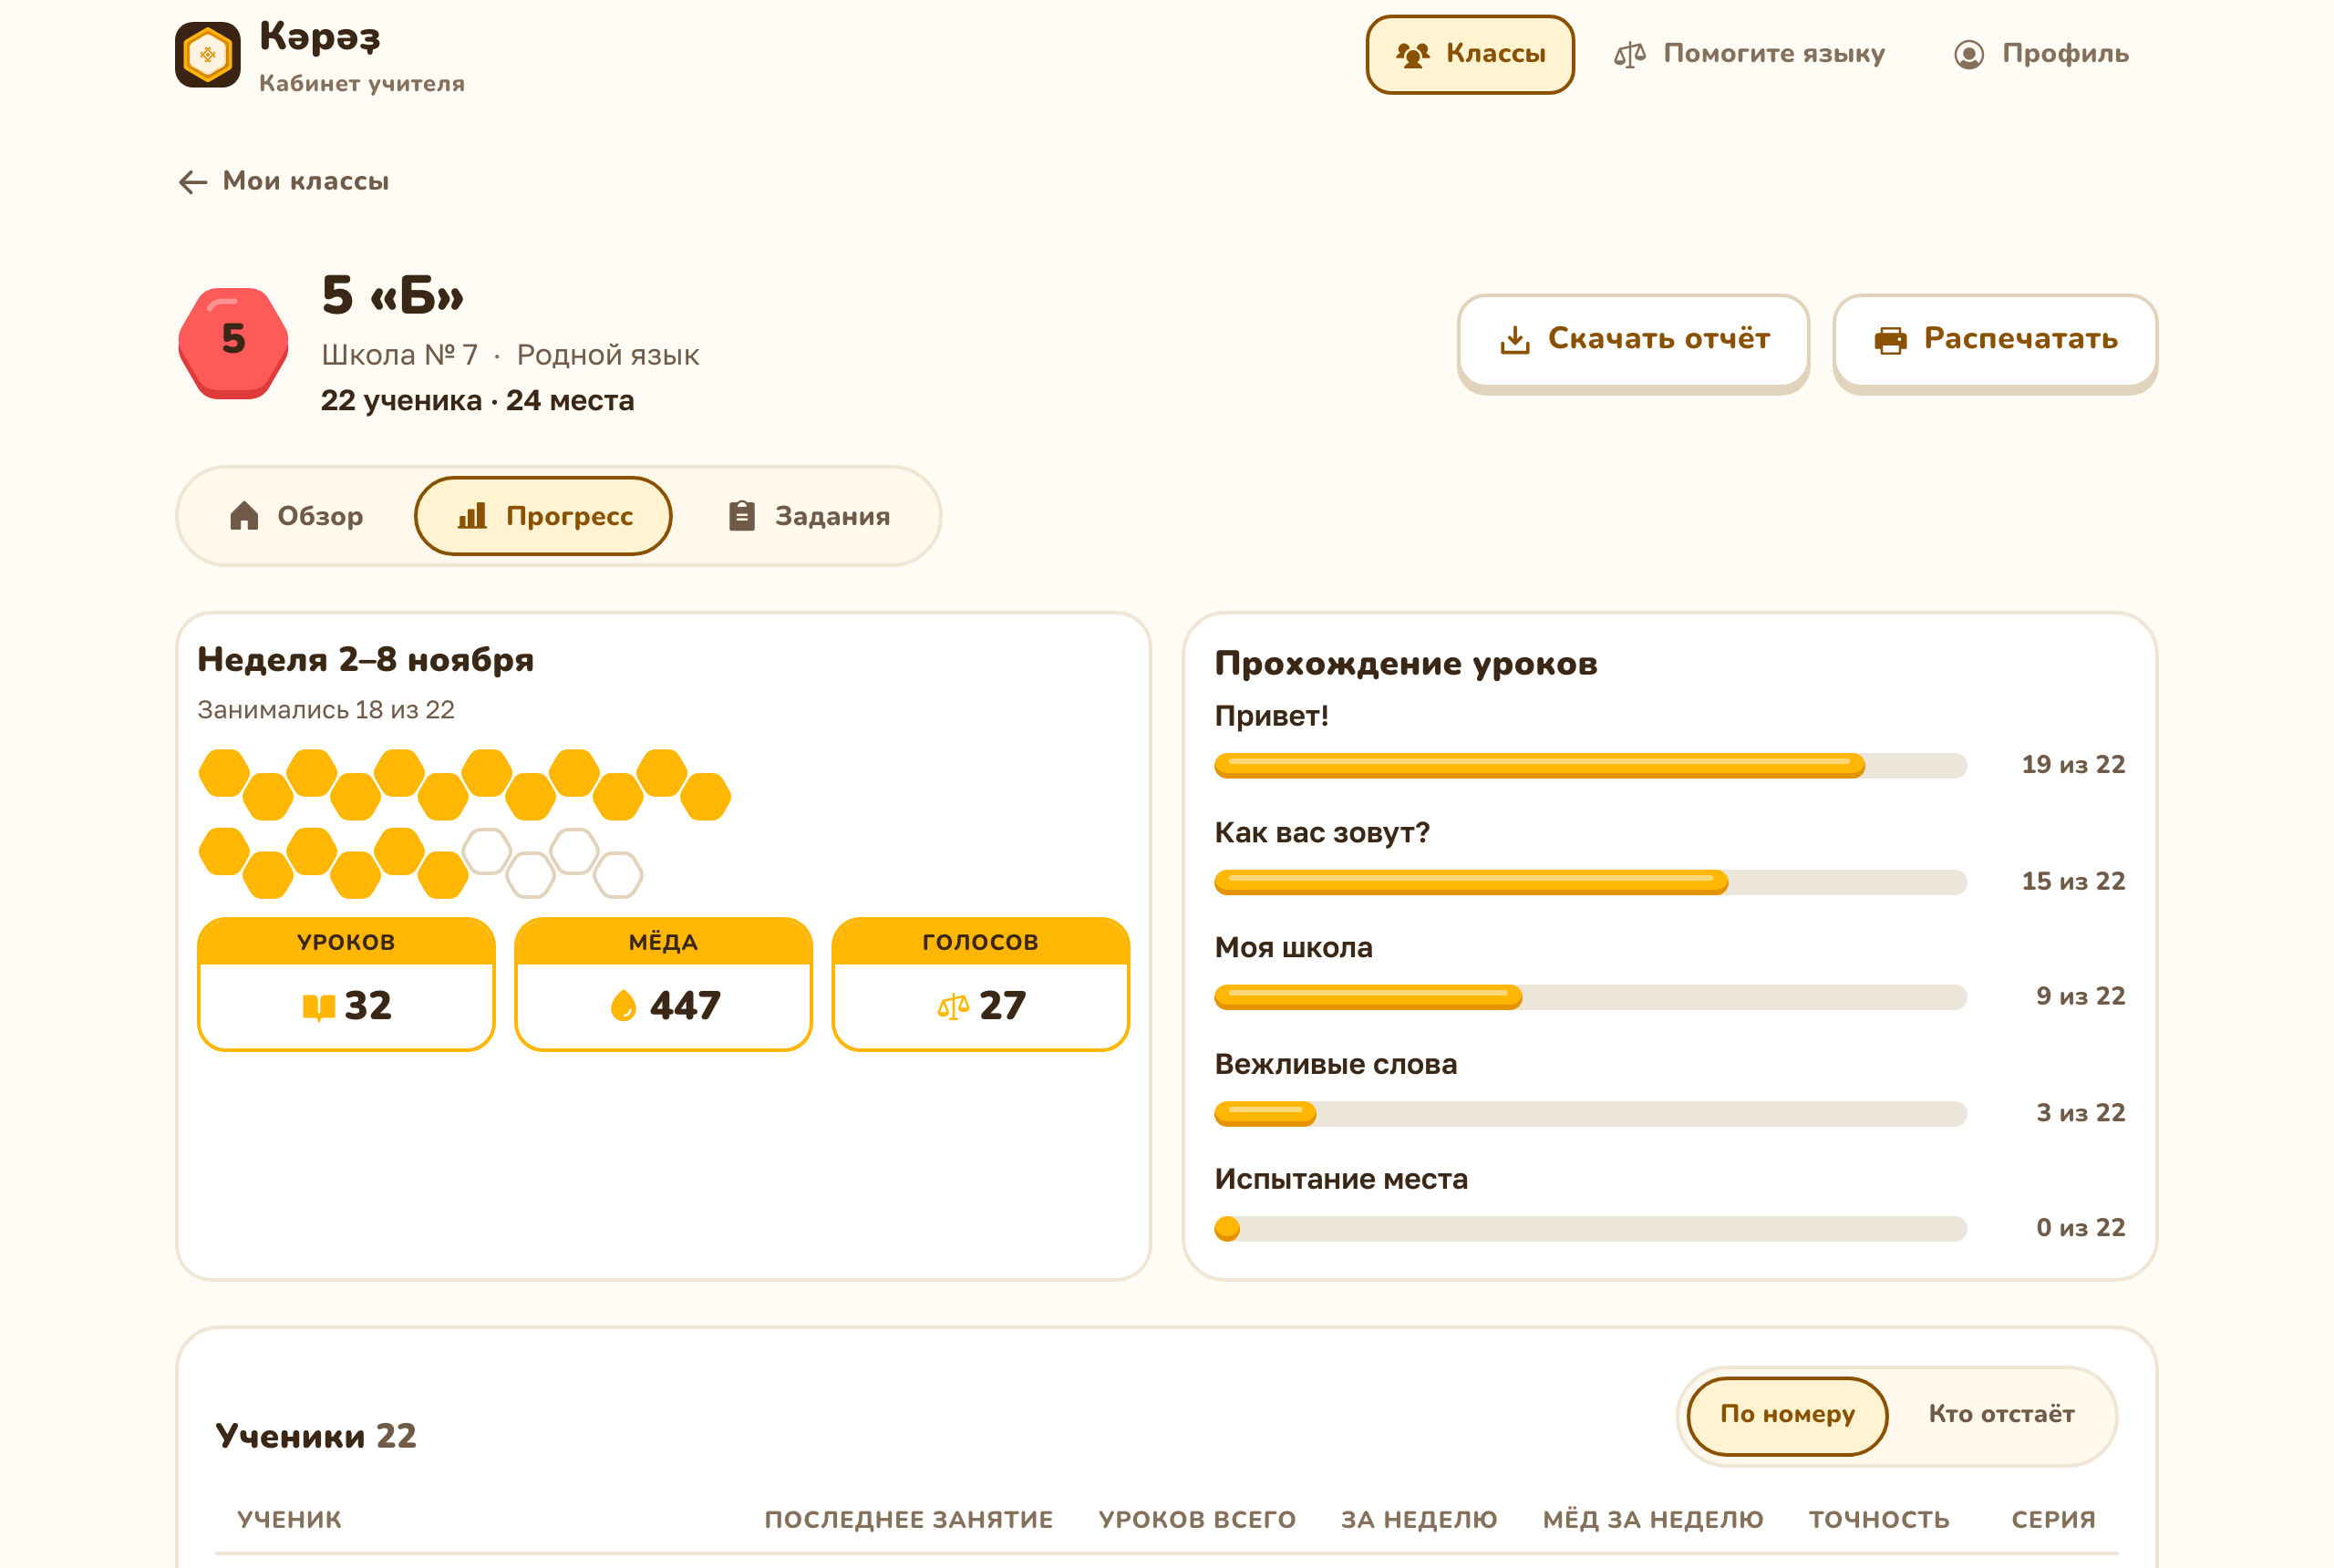 Кәрәҙ
Кабинет учителя
Классы
Помогите языку
Профиль
Мои классы
5
5 «Б»
Школа № 7 · Родной язык
22 ученика · 24 места
Скачать отчёт
Распечатать
Обзор
Прогресс
Задания
Неделя 2–8 ноября
Занимались 18 из 22
УРОКОВ
32
МЁДА
447
ГОЛОСОВ
27
Прохождение уроков
Привет!
19 из 22
Как вас зовут?
15 из 22
Моя школа
9 из 22
Вежливые слова
3 из 22
Испытание места
0 из 22
Ученики 22
По номеру
Кто отстаёт
УЧЕНИК
ПОСЛЕДНЕЕ ЗАНЯТИЕ
УРОКОВ ВСЕГО
ЗА НЕДЕЛЮ
МЁД ЗА НЕДЕЛЮ
ТОЧНОСТЬ
СЕРИЯ